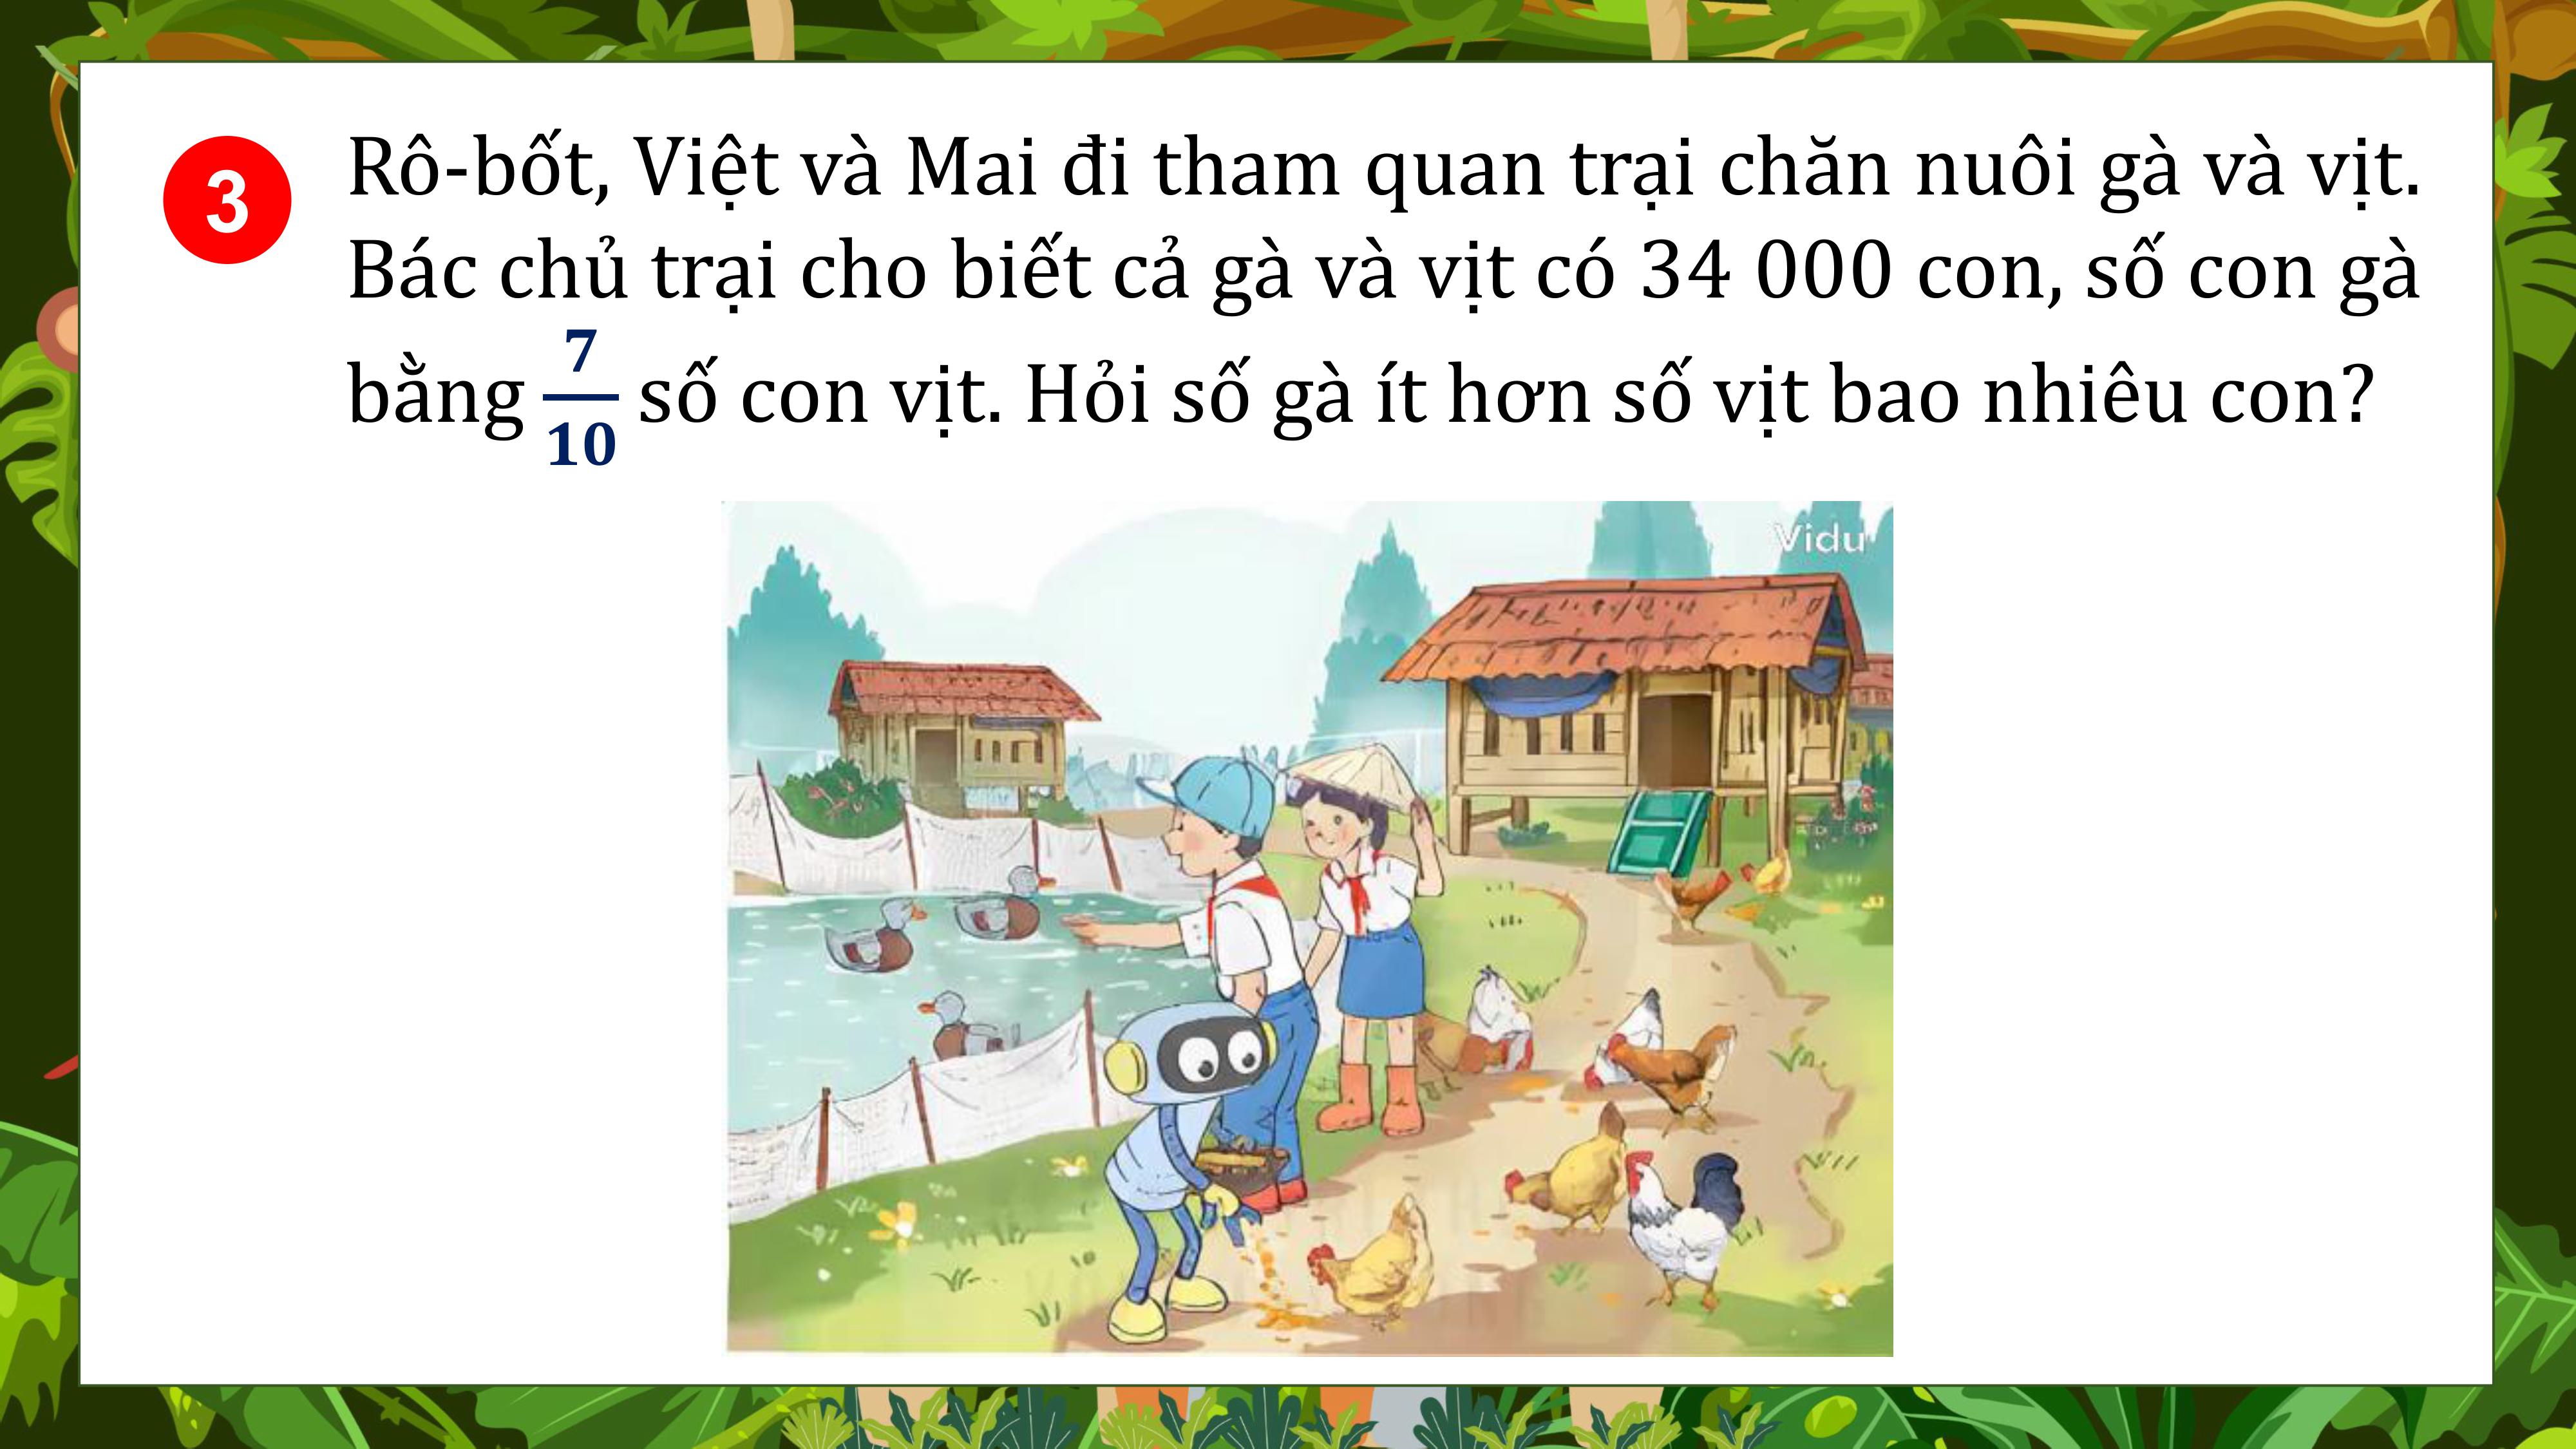 3
Rô-bốt, Việt và Mai đi tham quan trại chăn nuôi gà và vịt.
Bác chủ trại cho biết cả gà và vịt có 34 000 con, số con gà
bằng 7/10 số con vịt. Hỏi số gà ít hơn số vịt bao nhiêu con?
Vidu